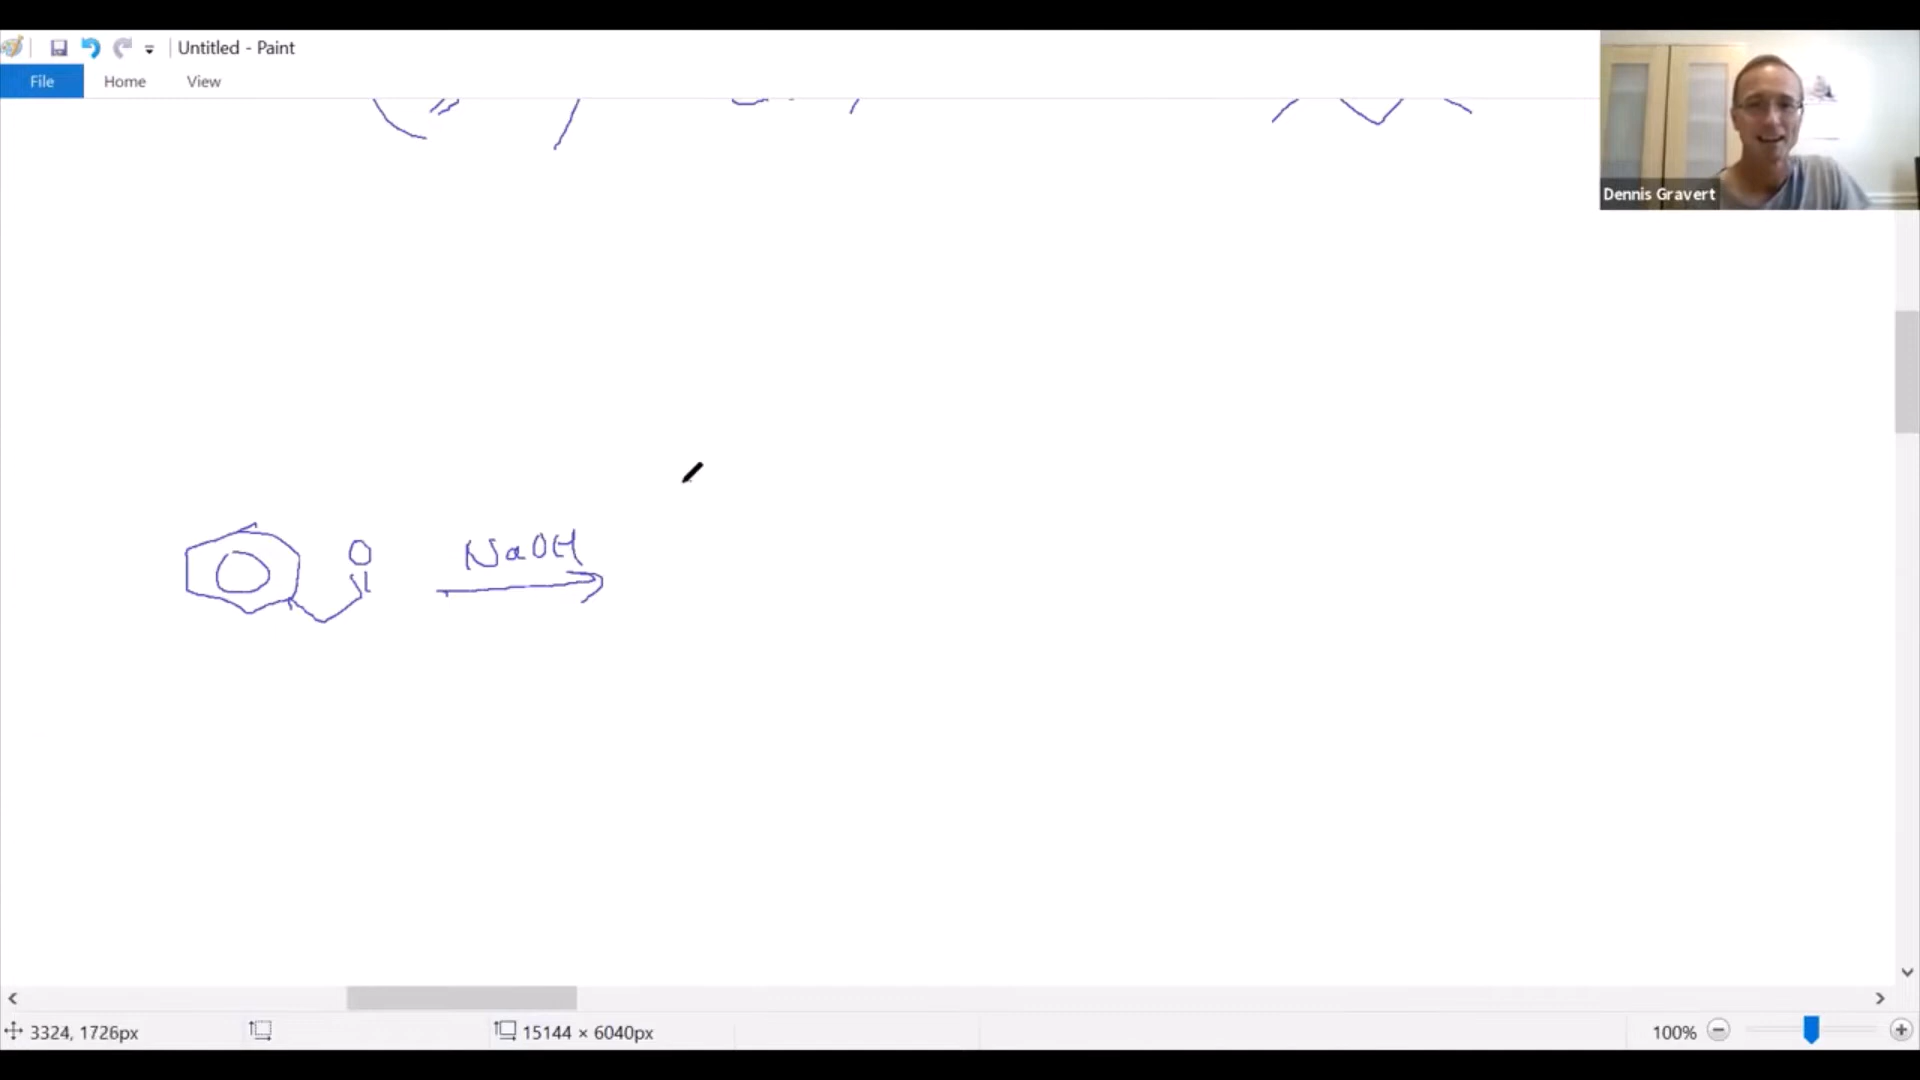 Untitled - Paint
File Home View
Dennis Gravert
O
NaOH
3324, 1726px 15144 × 6040px 100%